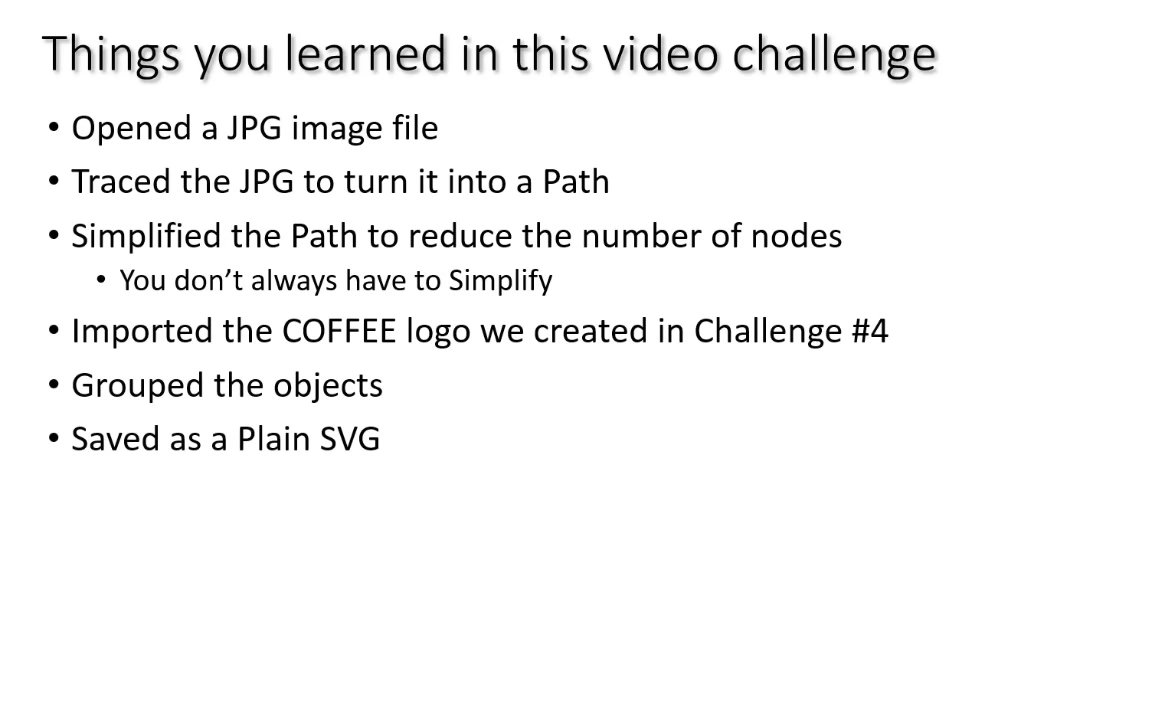 Things you learned in this video challenge
• Opened a JPG image file
• Traced the JPG to turn it into a Path
• Simplified the Path to reduce the number of nodes
• You don’t always have to Simplify
• Imported the COFFEE logo we created in Challenge #4
• Grouped the objects
• Saved as a Plain SVG